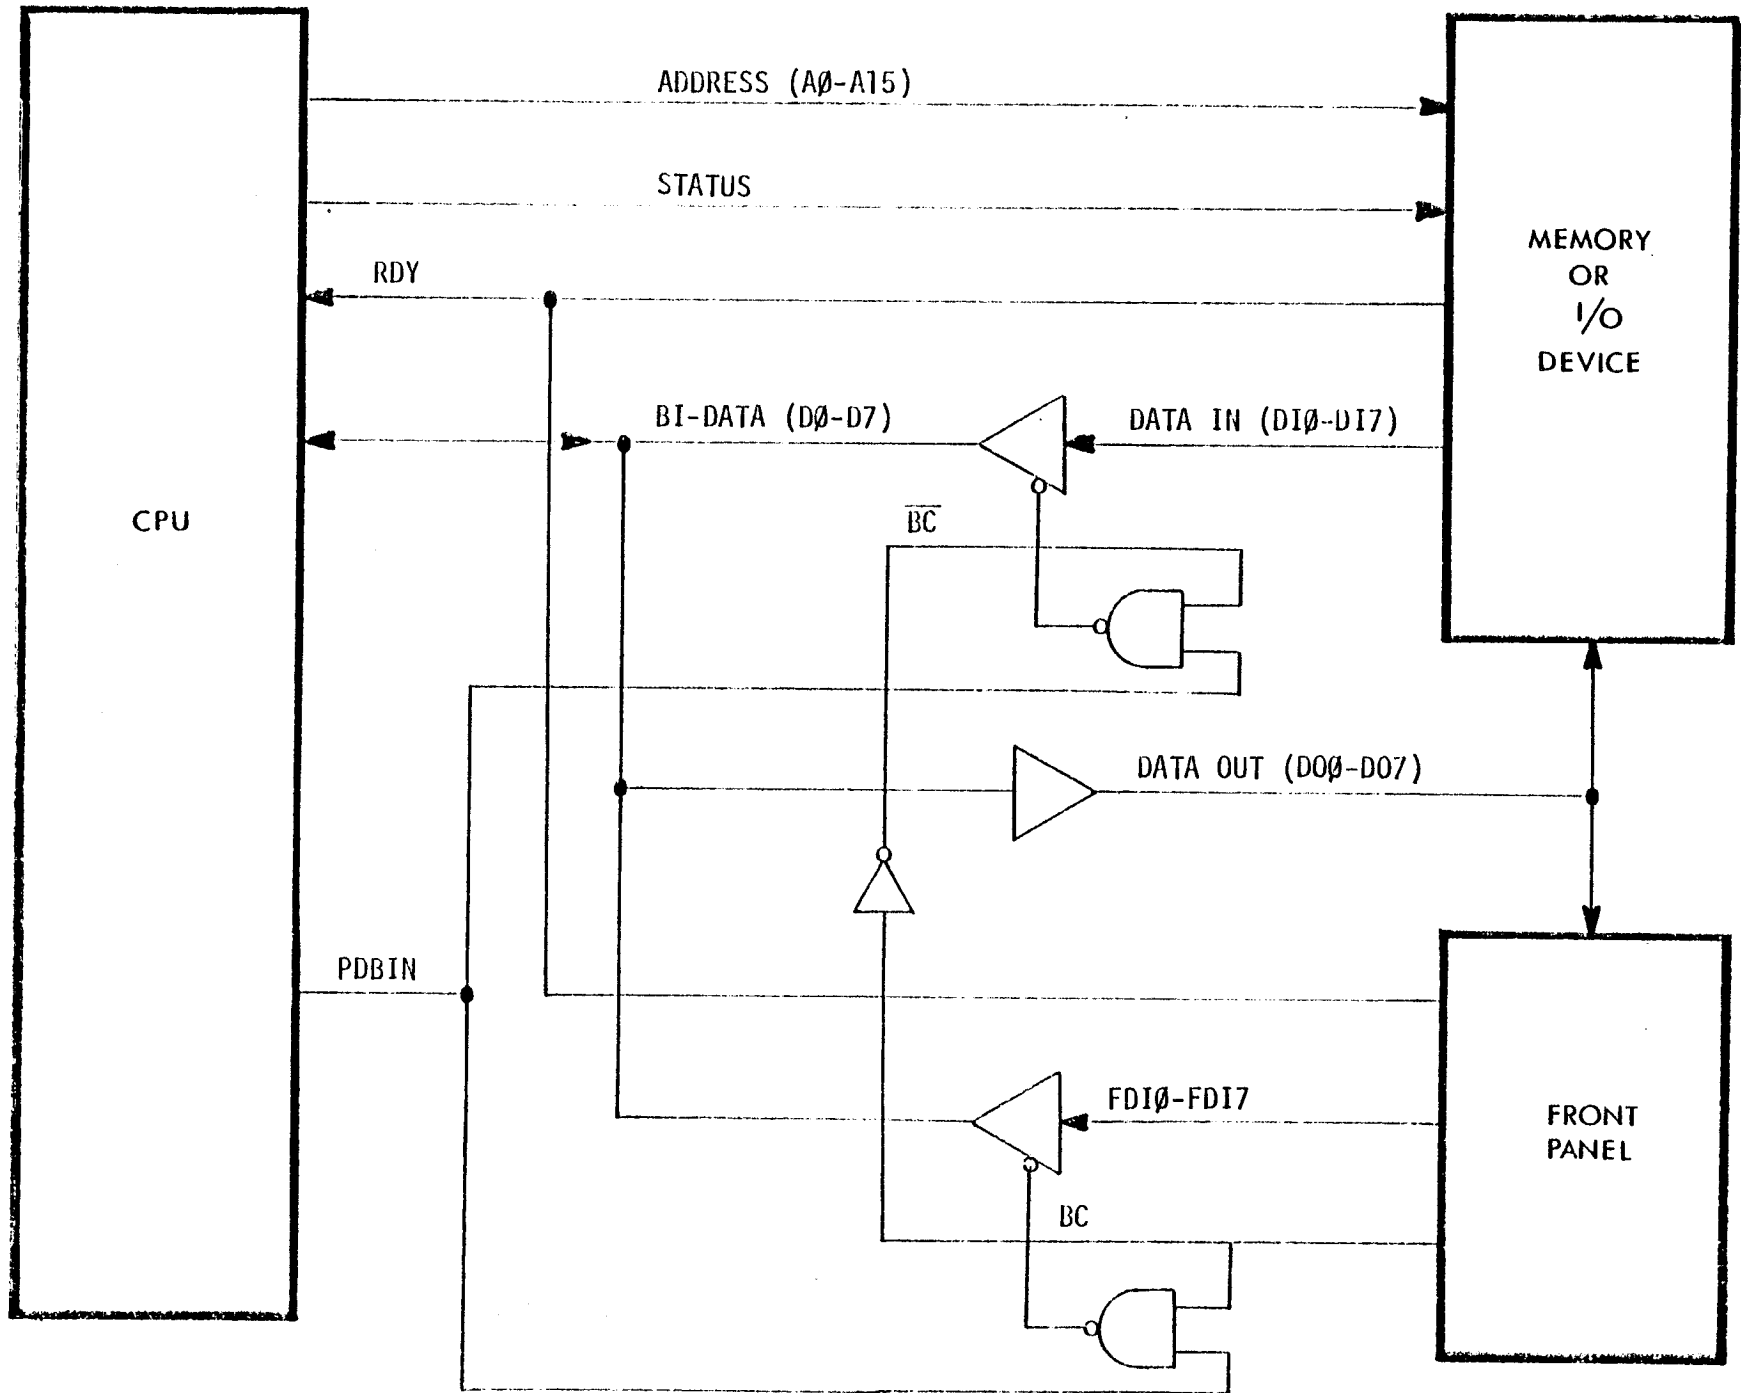 ADDRESS (AØ-A15)
STATUS
RDY
MEMORY
OR
I/O
DEVICE
BI-DATA (DØ-D7)
DATA IN (DIØ-DI7)
CPU
B̅C̅
DATA OUT (DOØ-DO7)
PDBIN
FDIØ-FDI7
FRONT
PANEL
BC